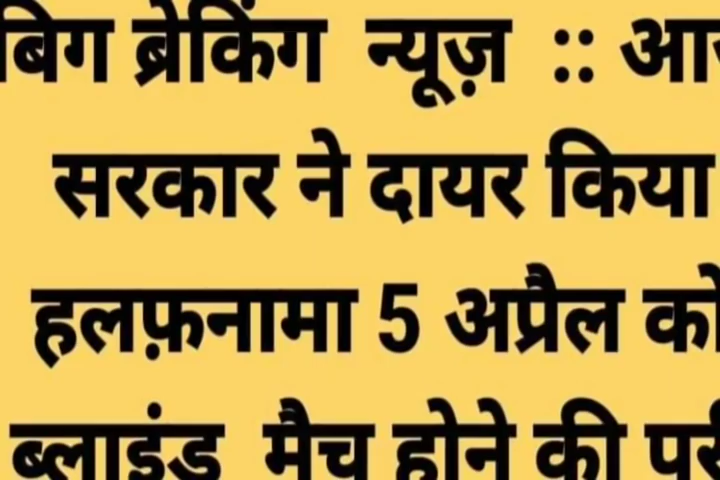 बिग ब्रेकिंग न्यूज़ :: आ
सरकार ने दायर किया
हलफ़नामा 5 अप्रैल को
ब्लाइंड मैच होने की